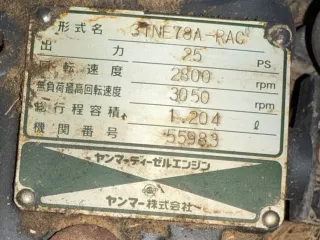 形式名 3TNE78A-RAC
出力 25 PS
回転速度 2800 rpm
無負荷最高回転速度 3050 rpm
総行程容積 1.204 ℓ
機関番号 55983
ヤンマーディーゼルエンジン
ヤンマー株式会社